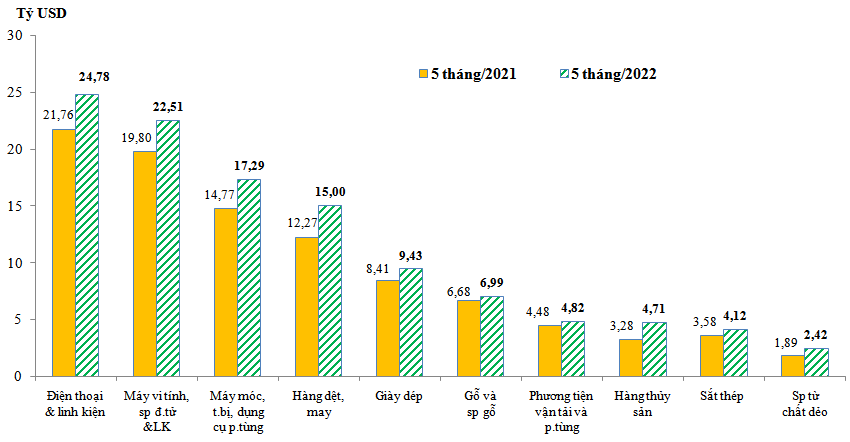 Tỷ USD
30
25
20
15
10
5
0
5 tháng/2021
5 tháng/2022
21,76
24,78
19,80
22,51
14,77
17,29
12,27
15,00
8,41
9,43
6,68
6,99
4,48
4,82
3,28
4,71
3,58
4,12
1,89
2,42
Điện thoại
& linh kiện
Máy vi tính,
sp đ.tử
&LK
Máy móc,
t.bị, dụng
cụ p.tùng
Hàng dệt,
may
Giày dép
Gỗ và
sp gỗ
Phương tiện
vận tải và
p.tùng
Hàng thủy
sản
Sắt thép
Sp từ
chất dẻo